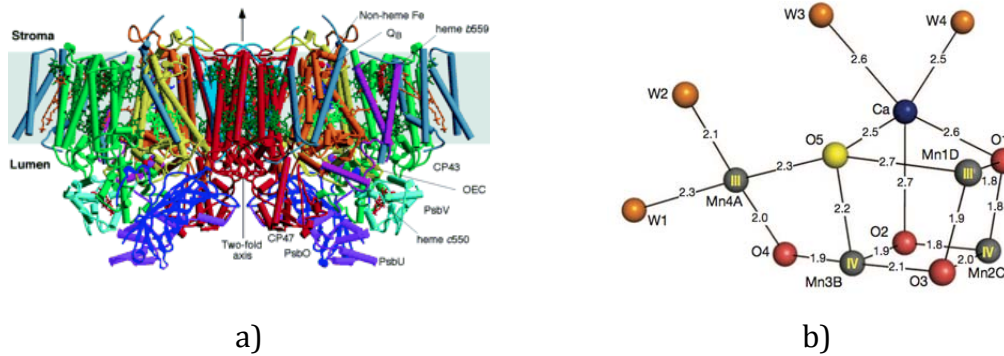 Stroma
Non-heme Fe
heme b559
QB
Lumen
CP43
OEC
PsbV
heme c550
CP47
PsbO
PsbU
Two-fold
axis
a)
W3
W4
2.6
2.5
W2
Ca
2.1
O5
2.5
2.6
Mn1D
2.3
2.7
III
1.8
III
2.3
Mn4A
2.7
1.8
W1
2.2
1.9
2.0
O2
O4
1.9
IV
1.9
1.8
IV
2.1
2.0
Mn3B
O3
b)